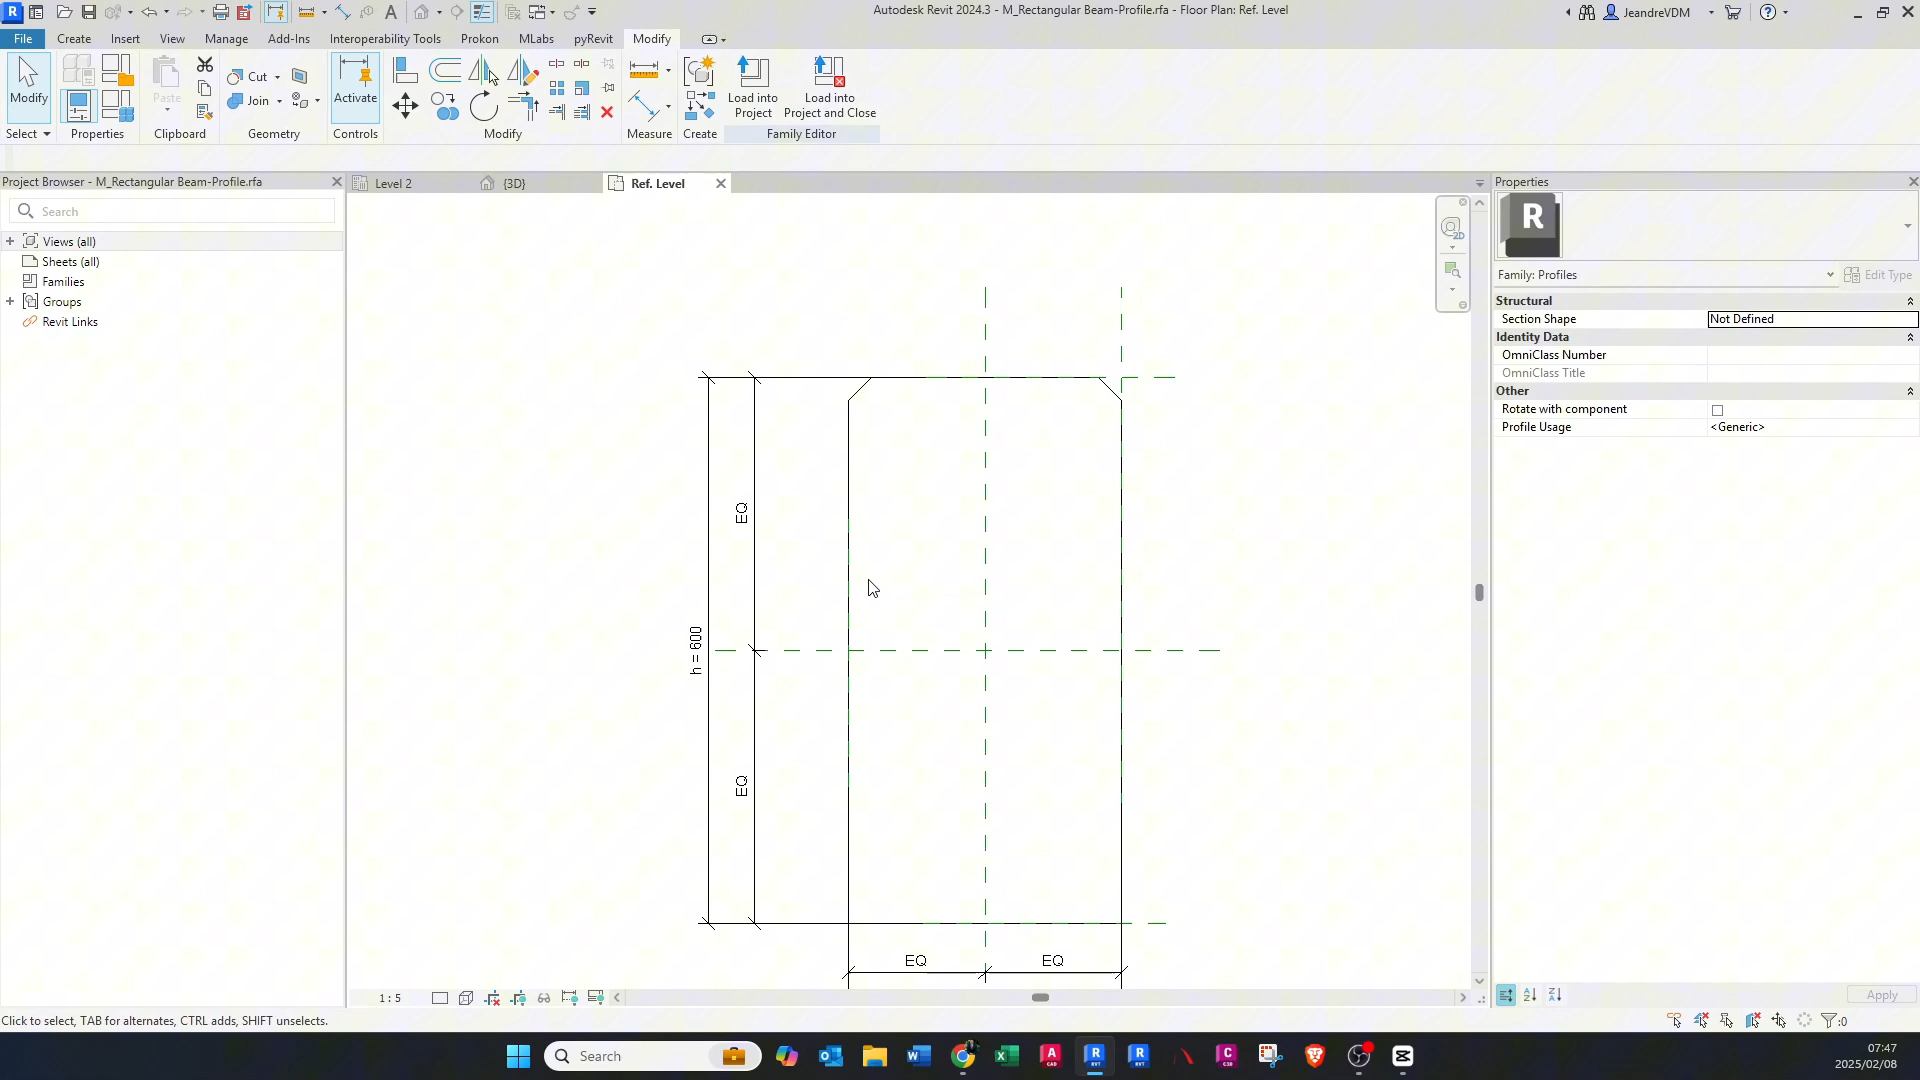 Autodesk Revit 2024.3 - M_Rectangular Beam-Profile.rfa - Floor Plan: Ref. Level
JeandreVDM
File Create Insert View Manage Add-Ins Interoperability Tools Prokon MLabs pyRevit Modify
Modify
Paste
Cut
Join
Activate
Load into
Project
Load into
Project and Close
Select Properties Clipboard Geometry Controls Modify Measure Create Family Editor
Project Browser - M_Rectangular Beam-Profile.rfa
Search
Views (all)
Sheets (all)
Families
Groups
Revit Links
Level 2 {3D} Ref. Level
2D
EQ
h = 600
EQ
EQ EQ
1 : 5
Properties
R
Family: Profiles Edit Type
Structural
Section Shape Not Defined
Identity Data
OmniClass Number
OmniClass Title
Other
Rotate with component
Profile Usage <Generic>
Apply
Click to select, TAB for alternates, CTRL adds, SHIFT unselects.
:0
Search
07:47
2025/02/08